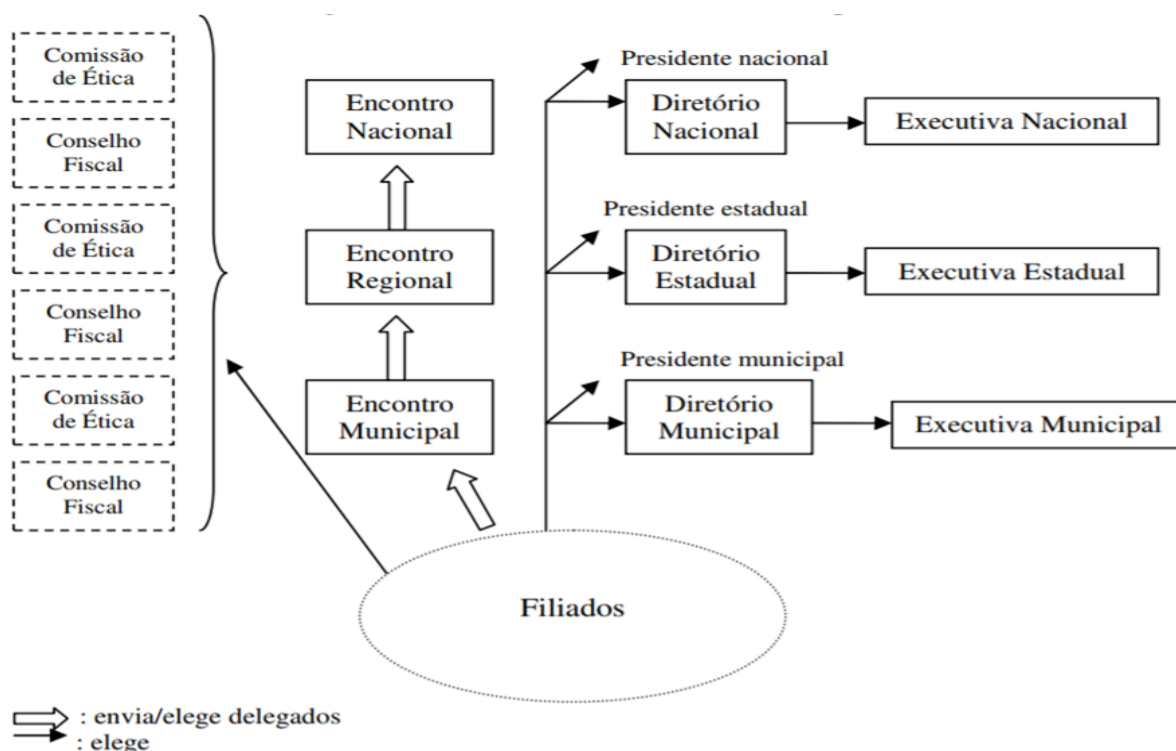 Comissão
de Ética
Conselho
Fiscal
Comissão
de Ética
Conselho
Fiscal
Comissão
de Ética
Conselho
Fiscal
Encontro
Nacional
Encontro
Regional
Encontro
Municipal
Presidente nacional
Diretório
Nacional
Executiva Nacional
Presidente estadual
Diretório
Estadual
Executiva Estadual
Presidente municipal
Diretório
Municipal
Executiva Municipal
Filiados
: envia/elege delegados
: elege